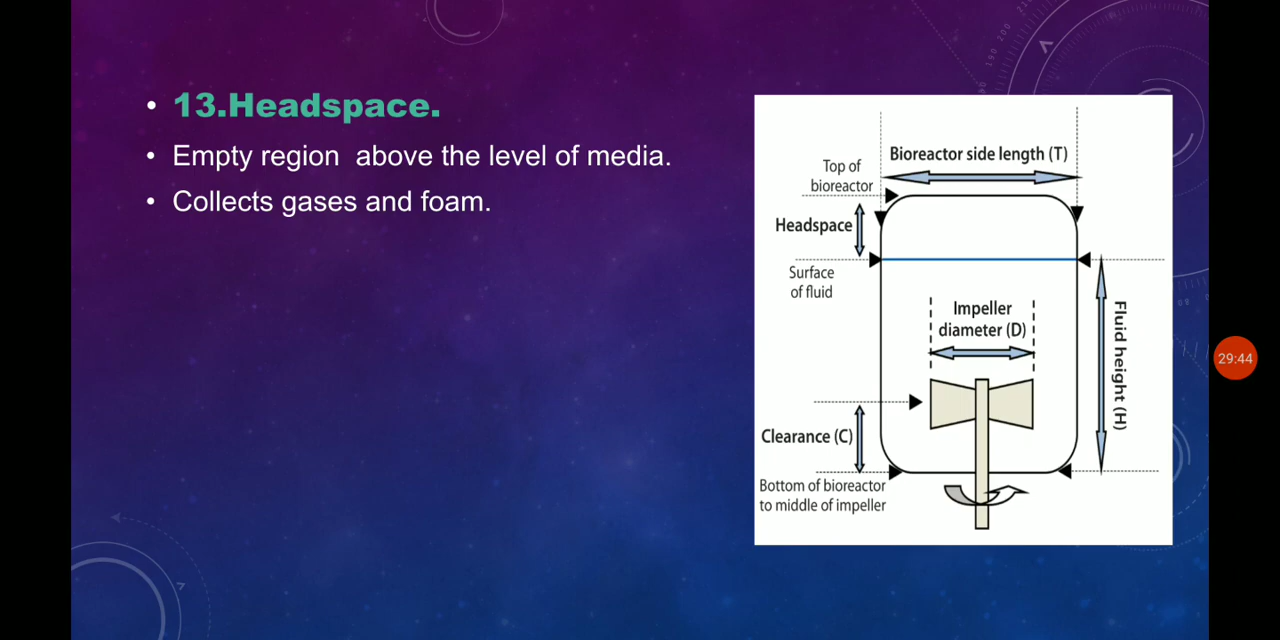 • 13.Headspace.
• Empty region  above the level of media.
• Collects gases and foam.
Bioreactor side length (T)
Top of
bioreactor
Headspace
Surface
of fluid
Impeller
diameter (D)
Fluid height (H)
Clearance (C)
Bottom of bioreactor
to middle of impeller
29:44